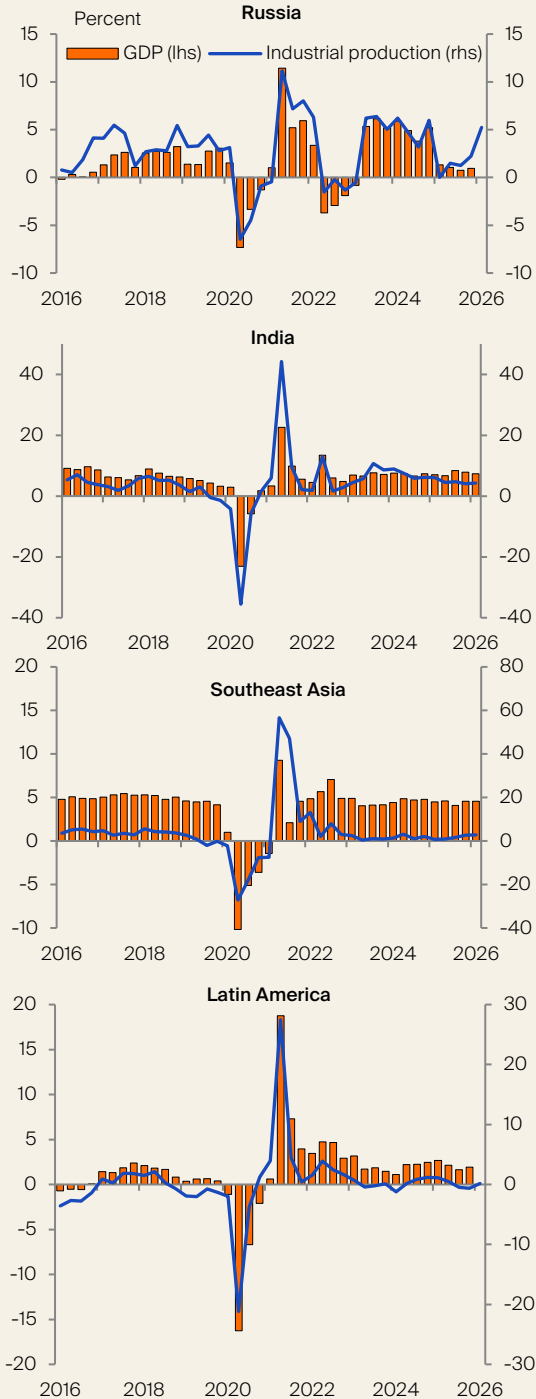 Russia
Percent
GDP (lhs) Industrial production (rhs)
15 15
10 10
5 5
0 0
-5 -5
-10 -10
2016 2018 2020 2022 2024 2026
India
40 40
20 20
0 0
-20 -20
-40 -40
2016 2018 2020 2022 2024 2026
Southeast Asia
20 80
15 60
10 40
5 20
0 0
-5 -20
-10 -40
2016 2018 2020 2022 2024 2026
Latin America
20 30
15 20
10 10
5 0
0 -10
-5 -20
-10 -30
-15
-20
2016 2018 2020 2022 2024 2026